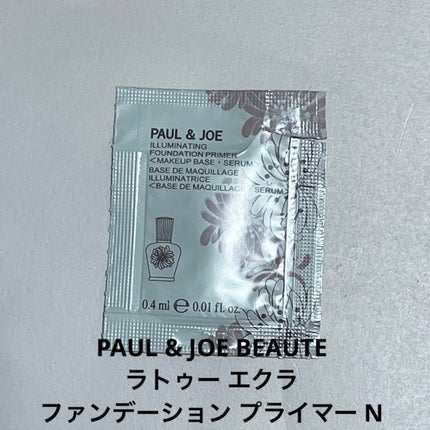 PAUL & JOE
ILLUMINATING
FOUNDATION PRIMER
<MAKEUP BASE・SERUM>
BASE DE MAQUILLAGE
ILLUMINATRICE
<BASE DE MAQUILLAGE・SERUM>
0.4 ml ℮ 0.01 fl. oz.
PAUL & JOE BEAUTE
ラトゥー エクラ
ファンデーション プライマー N